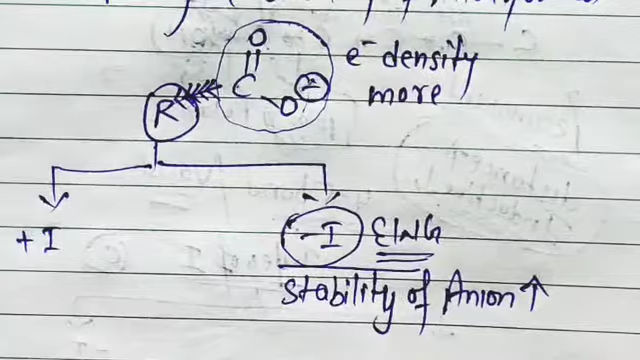 O
||
e⁻ density
more
R C O⁻
+I
-I EWG
Stability of Anion ↑